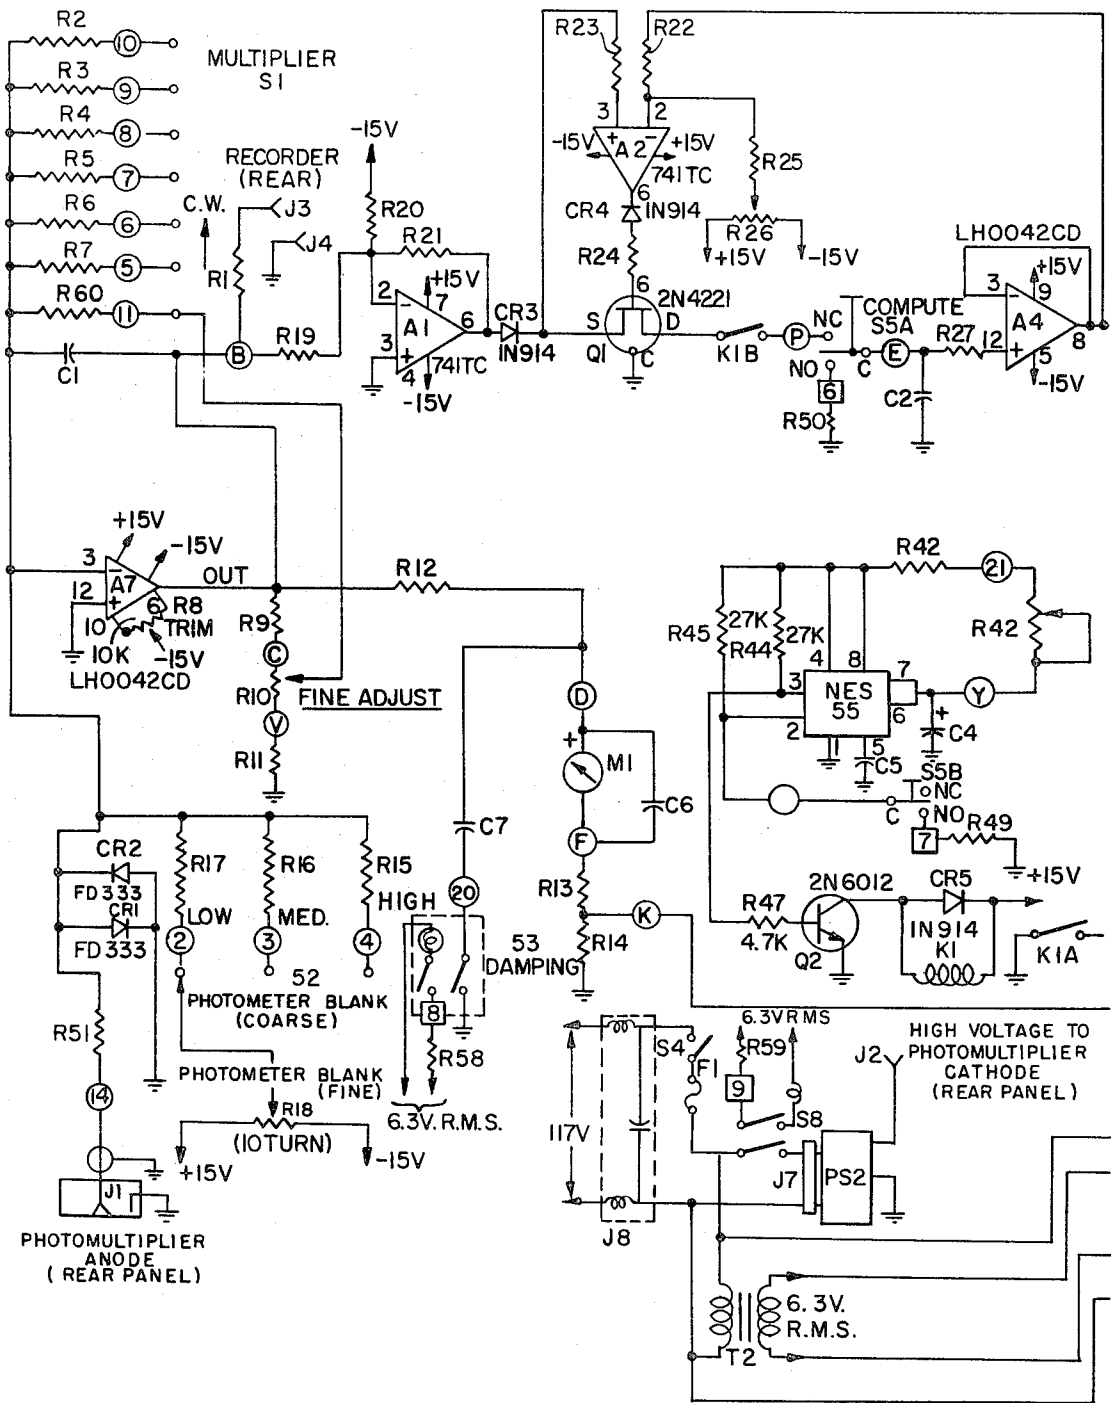 R2
10
R3
9
R4
8
R5
7
R6
6
R7
5
R60
11
MULTIPLIER
S1
RECORDER
(REAR)
C.W.
J3
J4
R1
-15V
R20
R21
+15V
2
7
-
A1
6
3
+
4
741TC
-15V
C1
B
R19
CR3
IN914
R23
R22
3
2
+
-
-15V
A2
+15V
741TC
6
CR4
IN914
R24
R25
R26
+15V
-15V
6
2N4221
S
D
Q1
C
K1B
P
NC
COMPUTE
S5A
NO
C
E
6
R50
R27
C2
LH0042CD
3
-
+15V
9
A4
12
+
5
8
-15V
+15V
-15V
3
-
A7
OUT
12
+
6
R8
TRIM
10
10K
-15V
LH0042CD
R9
C
R10
FINE ADJUST
V
R11
R12
D
+
M1
C6
F
R13
K
R14
C7
20
R42
21
R45
27K
R44
27K
R42
4
8
7
3
NES
55
2
6
1
5
Y
+
C4
C5
S5B
NC
C
NO
7
R49
+15V
2N6012
CR5
R47
4.7K
Q2
IN914
K1
K1A
CR2
FD333
CR1
FD333
R17
R16
R15
LOW
MED.
HIGH
2
3
4
52
PHOTOMETER BLANK
(COARSE)
53
DAMPING
8
R58
6.3V. R.M.S.
R51
14
PHOTOMETER BLANK
(FINE)
R18
(10TURN)
+15V
-15V
J1
PHOTOMULTIPLIER
ANODE
( REAR PANEL)
117V
J8
S4
F1
6.3VRMS
R59
9
S8
J2
HIGH VOLTAGE TO
PHOTOMULTIPLIER
CATHODE
(REAR PANEL)
J7
PS2
6.3V.
R.M.S.
T2